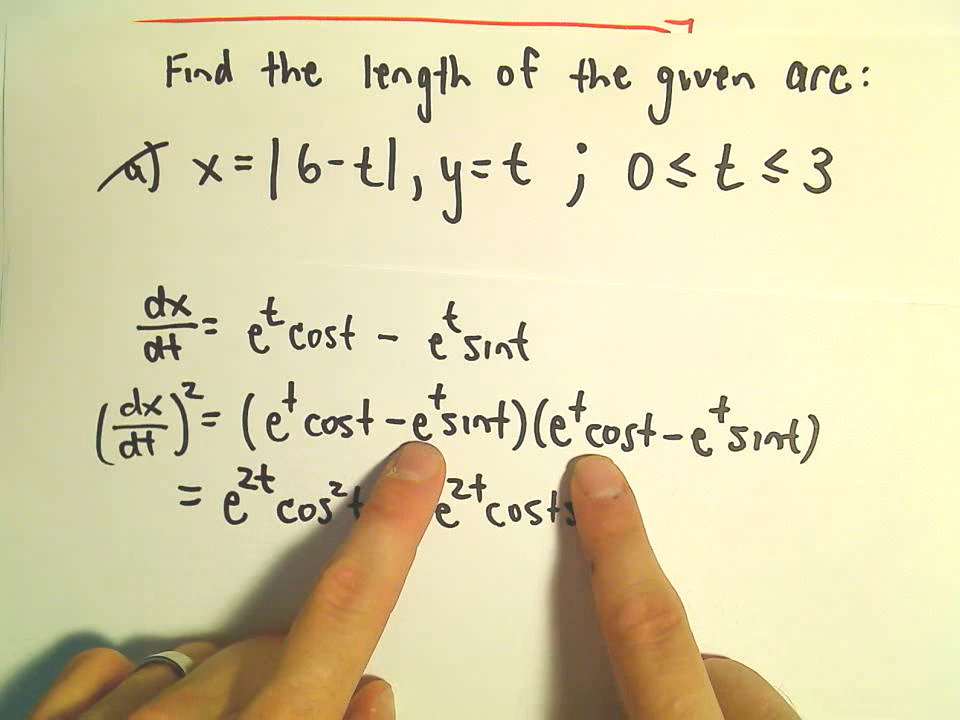 Find the length of the given arc:
a) x = |6-t|, y = t ; 0 ≤ t ≤ 3
dx/dt = e^t cost - e^t sint
(dx/dt)^2 = (e^t cost - e^t sint)(e^t cost - e^t sint)
= e^2t cos^2 t e^2t cost s